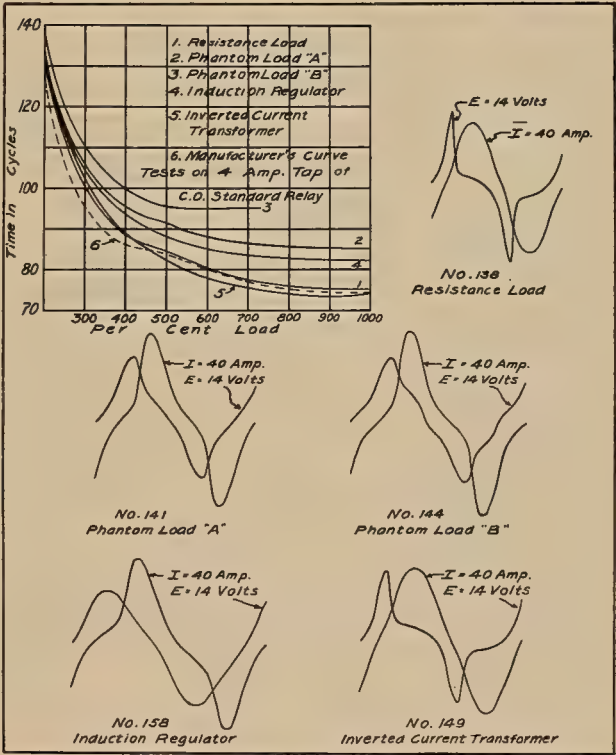 140
120
100
80
70
Time In Cycles
300 400 500 600 700 800 900 1000
Per Cent Load
1. Resistance Load
2. Phantom Load "A"
3. Phantom Load "B"
4. Induction Regulator
5. Inverted Current
Transformer
6. Manufacturer's Curve
Tests on 4 Amp. Tap of
C.O. Standard Relay
3
2
4
1
5
6
E = 14 Volts
I = 40 Amp.
No. 138
Resistance Load
I = 40 Amp.
E = 14 Volts
No. 141
Phantom Load "A"
I = 40 Amp.
E = 14 Volts
No. 144
Phantom Load "B"
I = 40 Amp.
E = 14 Volts
No. 158
Induction Regulator
I = 40 Amp.
E = 14 Volts
No. 149
Inverted Current Transformer